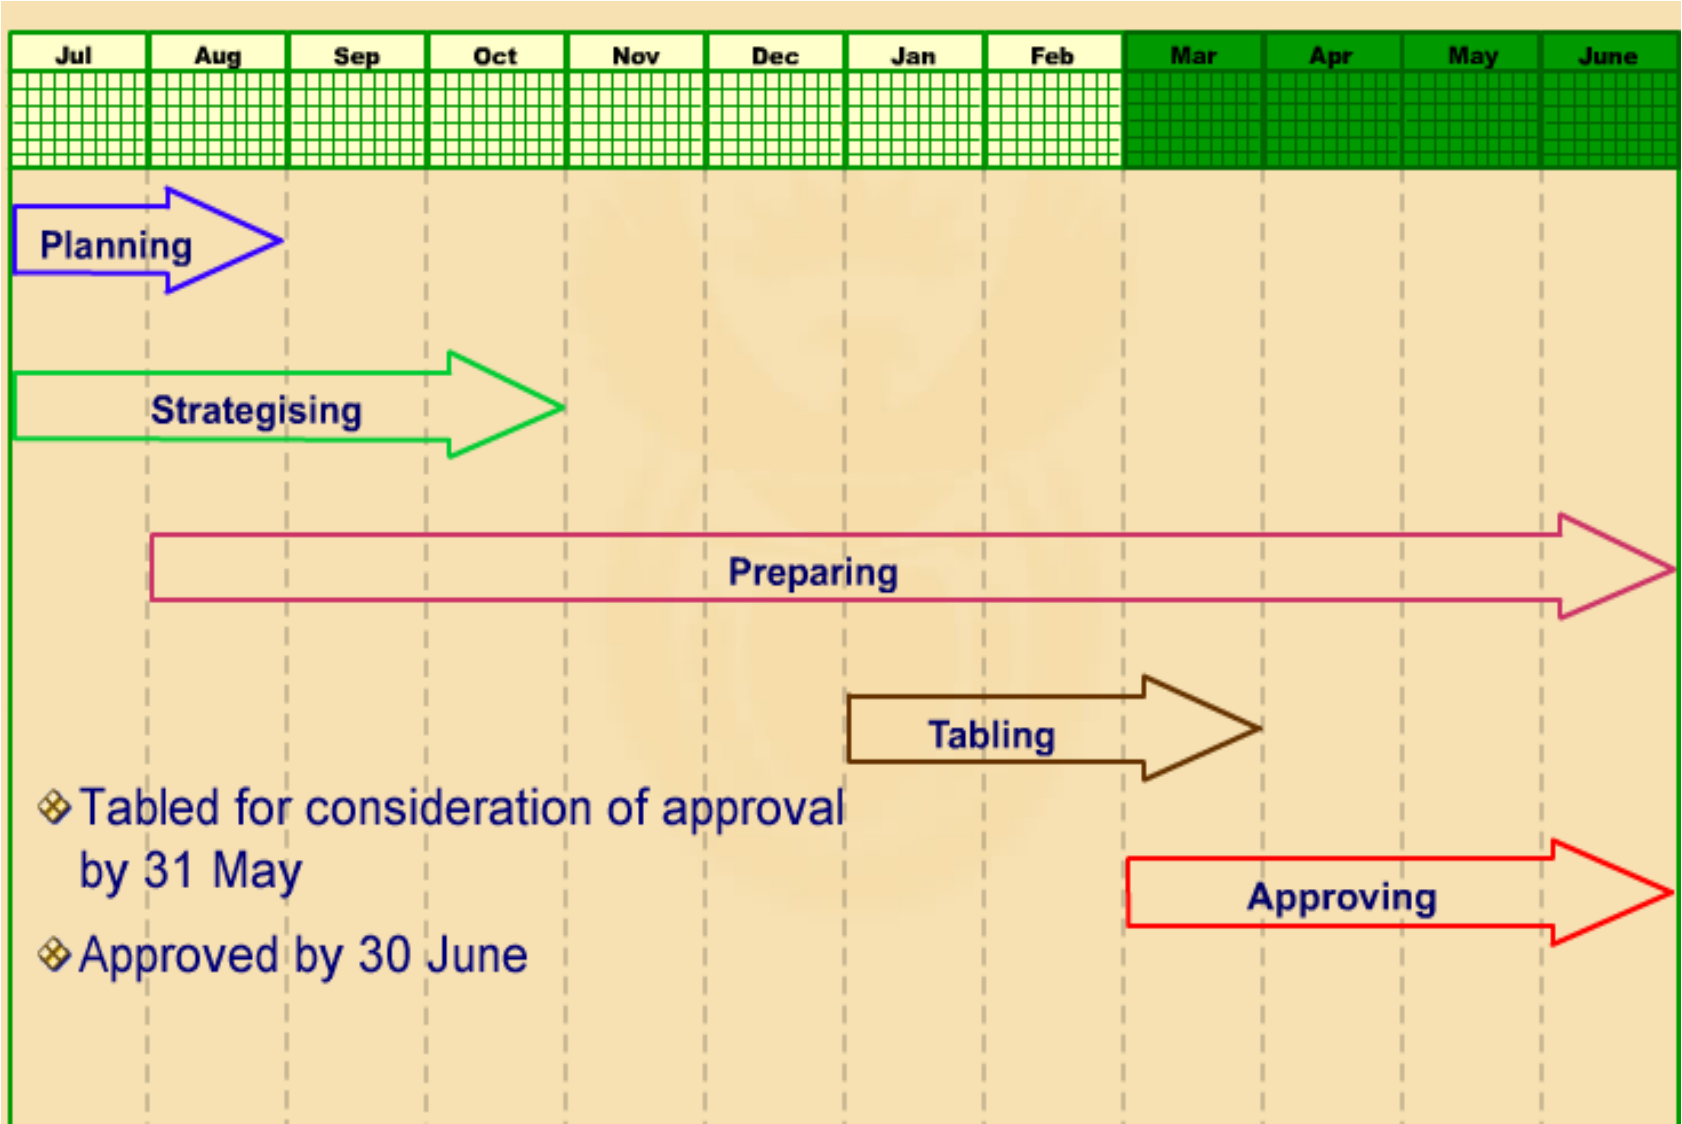 Jul Aug Sep Oct Nov Dec Jan Feb Mar Apr May June
Planning
Strategising
Preparing
Tabling
Tabled for consideration of approval
by 31 May
Approving
Approved by 30 June